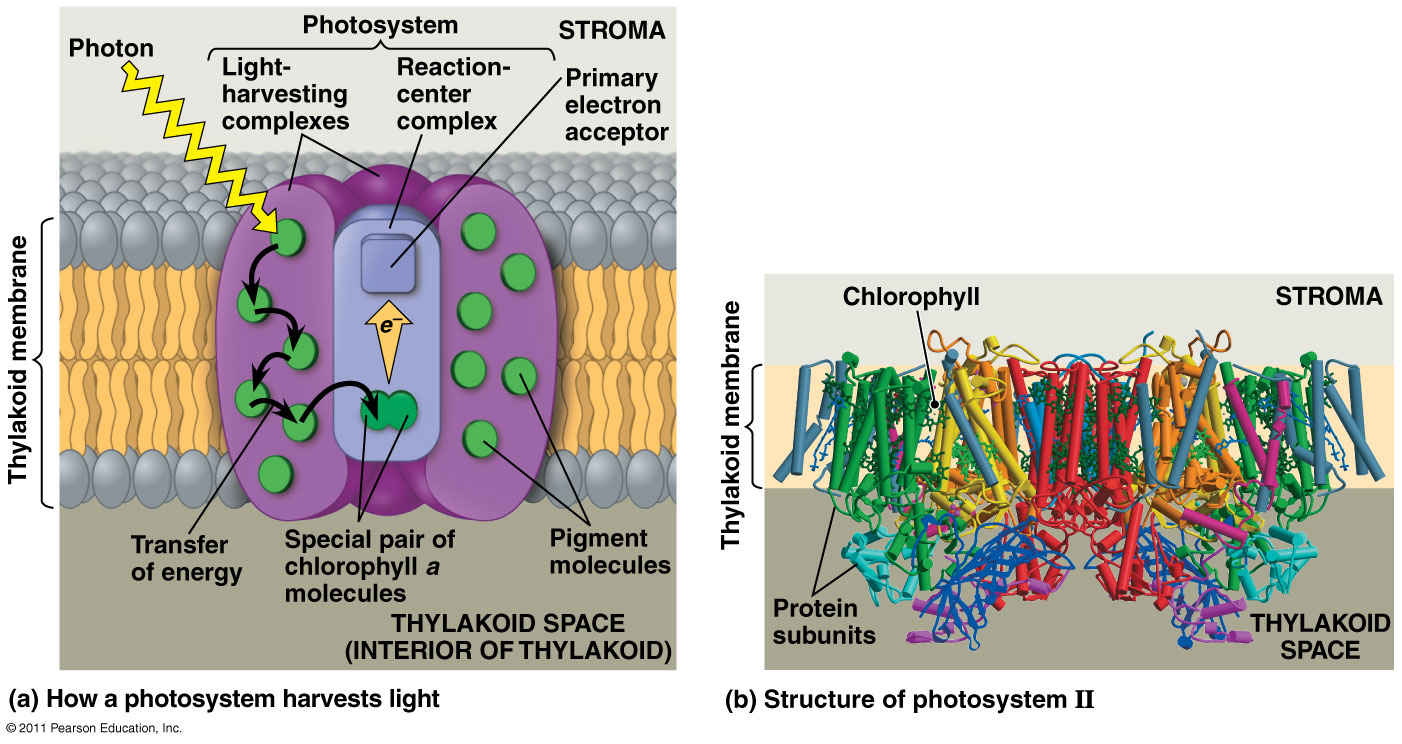 Photosystem
STROMA
Photon
Light-
harvesting
complexes
Reaction-
center
complex
Primary
electron
acceptor
Thylakoid membrane
e–
Transfer
of energy
Special pair of
chlorophyll a
molecules
Pigment
molecules
THYLAKOID SPACE
(INTERIOR OF THYLAKOID)
(a) How a photosystem harvests light
© 2011 Pearson Education, Inc.
Chlorophyll
STROMA
Thylakoid membrane
Protein
subunits
THYLAKOID
SPACE
(b) Structure of photosystem II